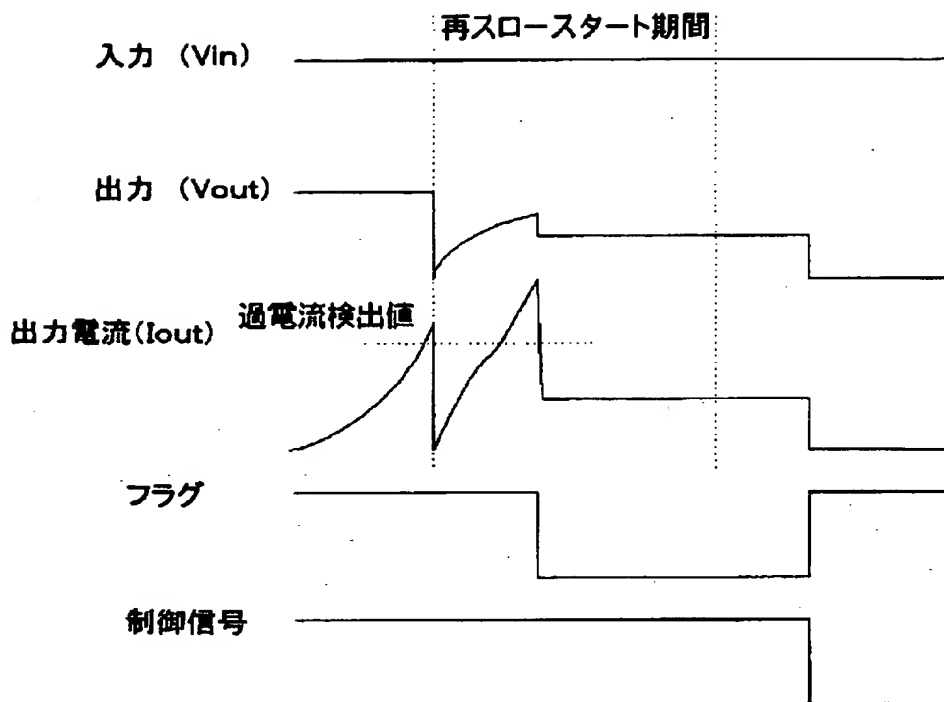 再スロースタート期間
入力 (Vin)
出力 (Vout)
過電流検出値
出力電流(Iout)
フラグ
制御信号